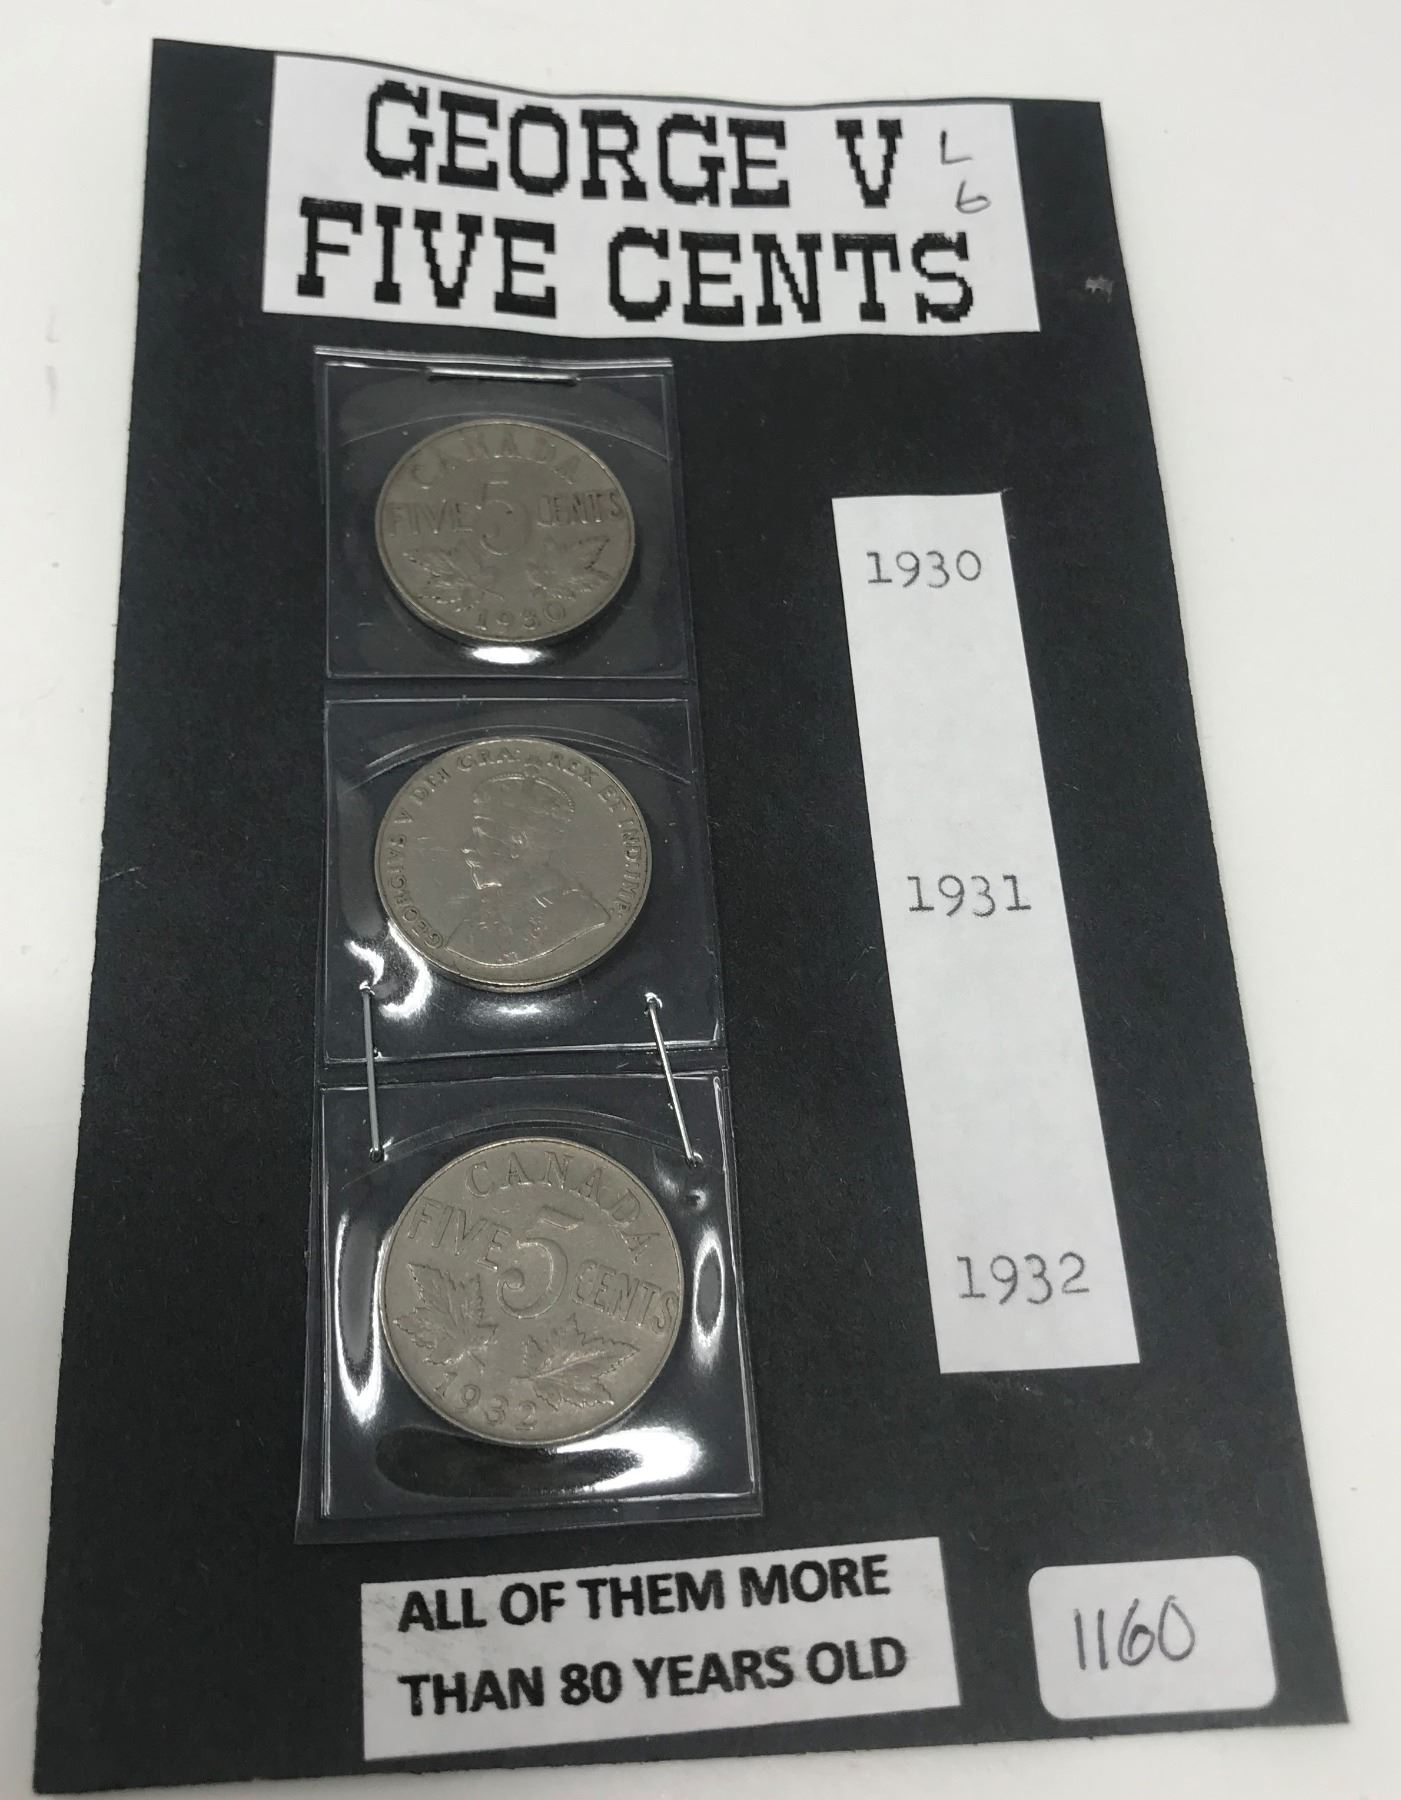 GEORGE V
L
6
FIVE CENTS
CANADA
FIVE 5 CENTS
1930
1930
GEORGIVS V DEI GRA: REX ET IND:IMP:
1931
CANADA
FIVE 5 CENTS
1932
1932
ALL OF THEM MORE
THAN 80 YEARS OLD
1160